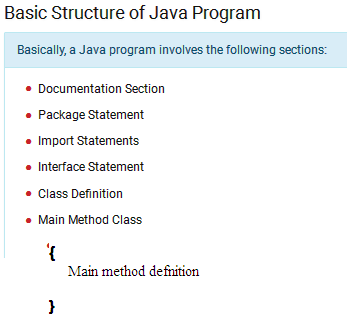 Basic Structure of Java Program
Basically, a Java program involves the following sections:
Documentation Section
Package Statement
Import Statements
Interface Statement
Class Definition
Main Method Class
{
Main method defnition
}